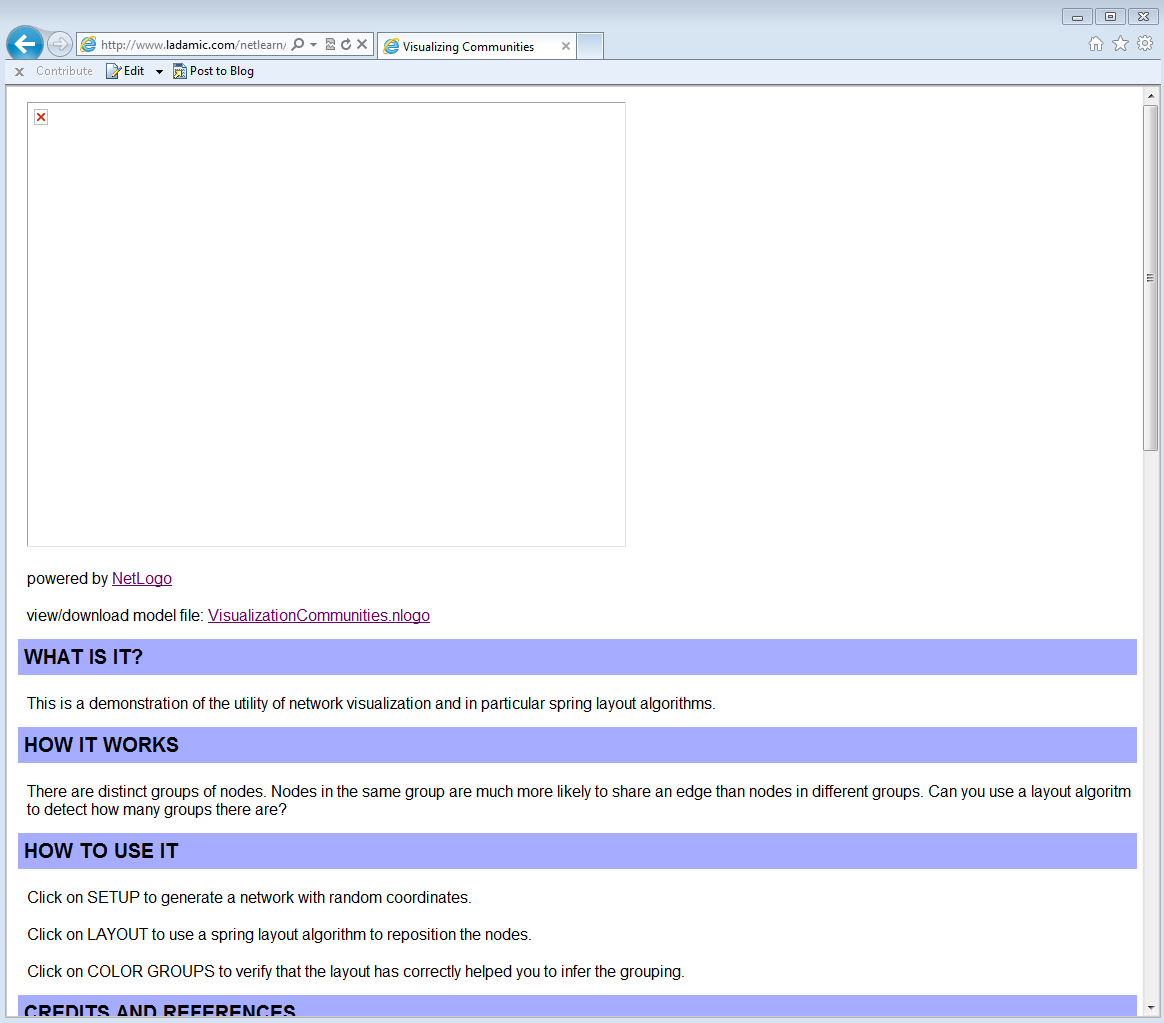 http://www.ladamic.com/netlearn/
Visualizing Communities
Contribute Edit Post to Blog
powered by NetLogo
view/download model file: VisualizationCommunities.nlogo
WHAT IS IT?
This is a demonstration of the utility of network visualization and in particular spring layout algorithms.
HOW IT WORKS
There are distinct groups of nodes. Nodes in the same group are much more likely to share an edge than nodes in different groups. Can you use a layout algoritm
to detect how many groups there are?
HOW TO USE IT
Click on SETUP to generate a network with random coordinates.
Click on LAYOUT to use a spring layout algorithm to reposition the nodes.
Click on COLOR GROUPS to verify that the layout has correctly helped you to infer the grouping.
CREDITS AND REFERENCES